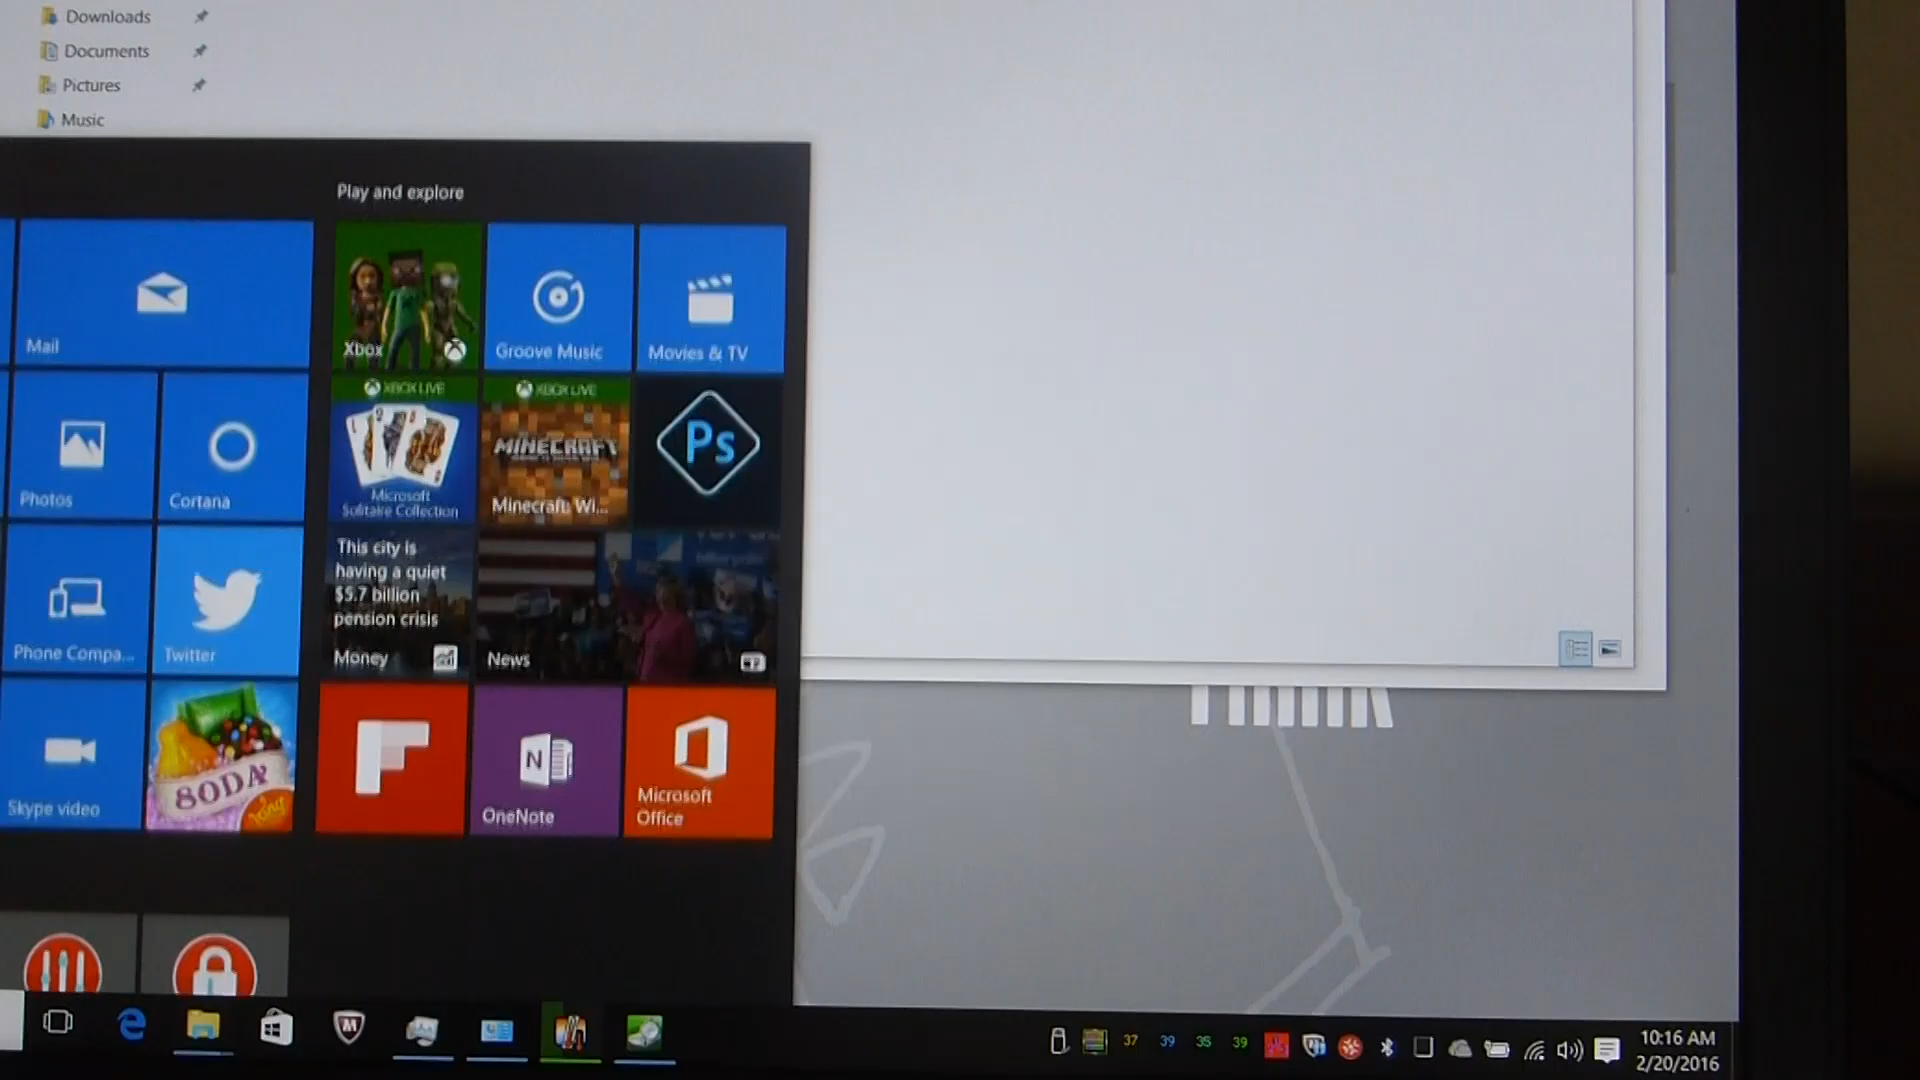 Downloads
Documents
Pictures
Music
Play and explore
Mail
Xbox
Groove Music
Movies & TV
Photos
Cortana
XBOX LIVE
Microsoft
Solitaire Collection
XBOX LIVE
MINECRAFT
Minecraft: Wi...
Ps
Phone Compa...
Twitter
This city is
having a quiet
$5.7 billion
pension crisis
Money
News
Skype video
SODA
N
OneNote
Microsoft
Office
37 39 35 39
10:16 AM
2/20/2016